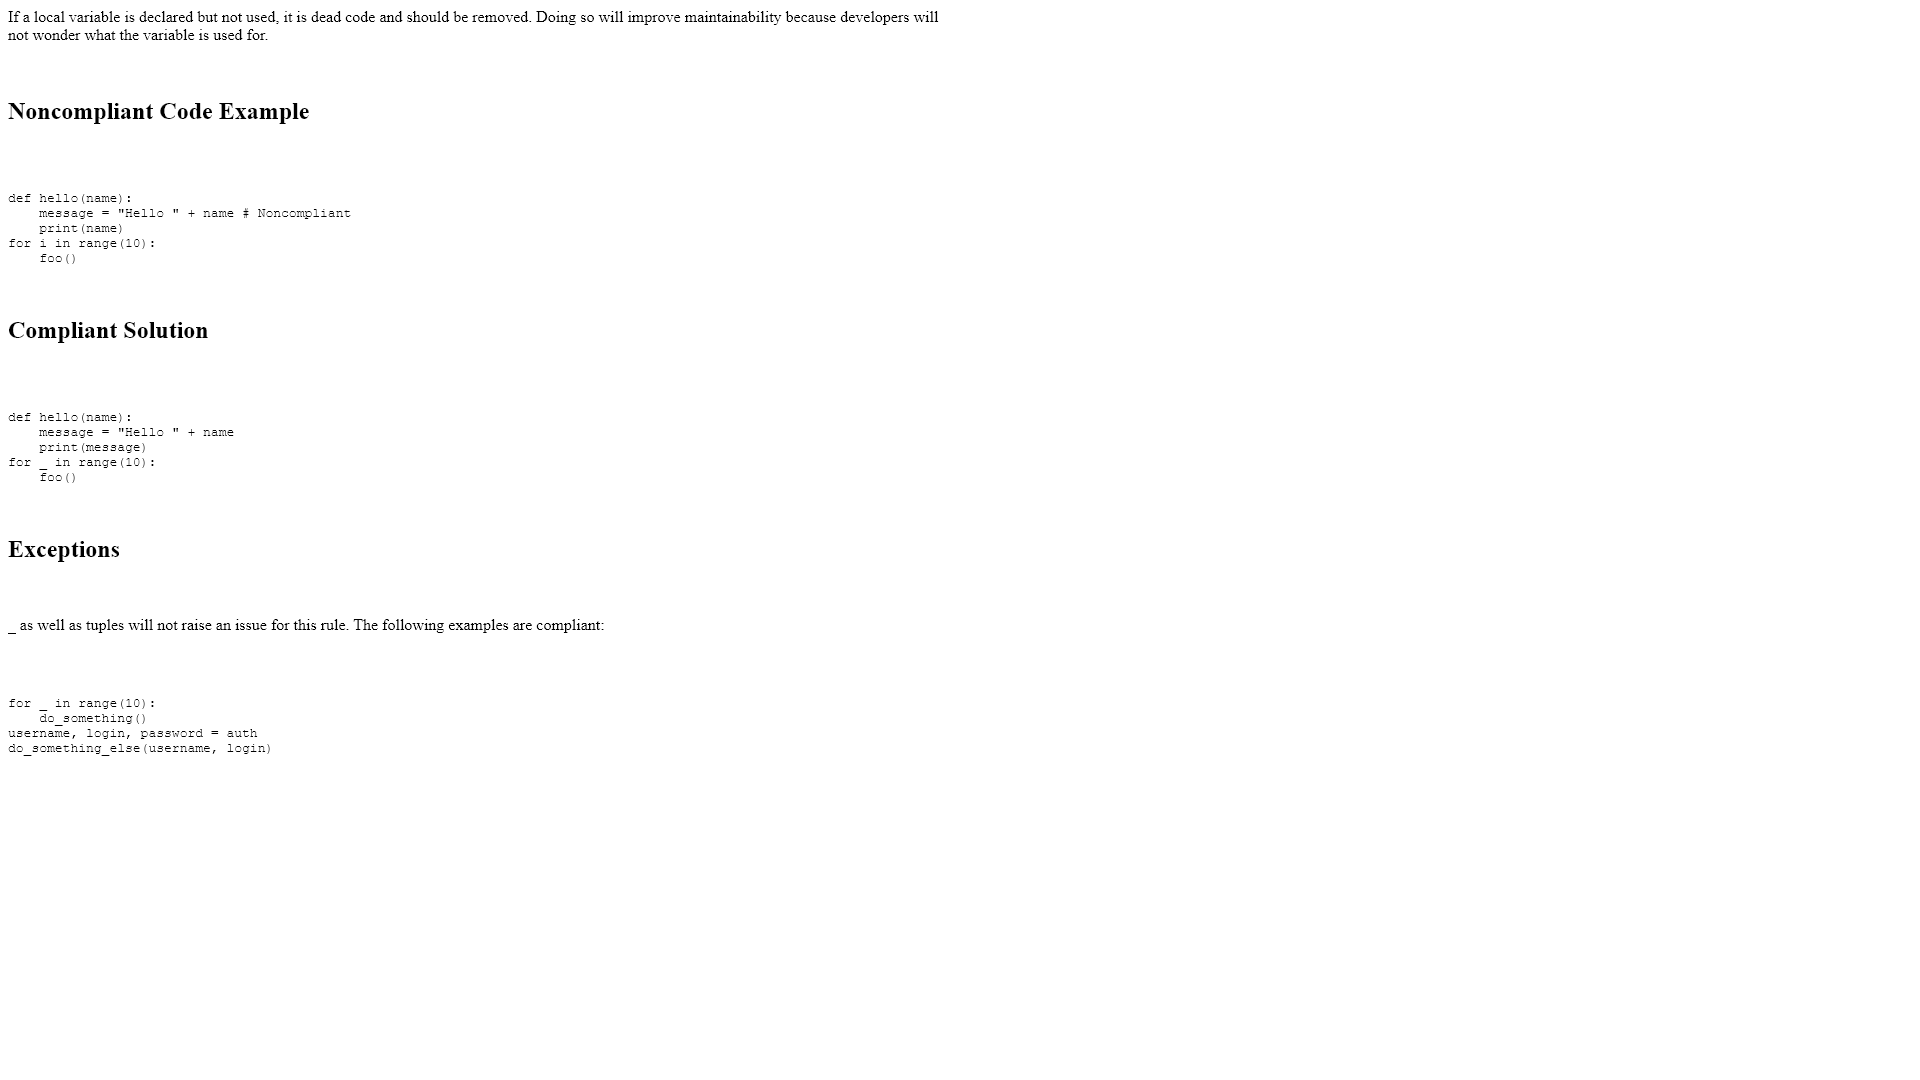 If a local variable is declared but not used, it is dead code and should be removed. Doing so will improve maintainability because developers will
not wonder what the variable is used for.
Noncompliant Code Example
def hello(name):
    message = "Hello " + name # Noncompliant
    print(name)
for i in range(10):
    foo()
Compliant Solution
def hello(name):
    message = "Hello " + name
    print(message)
for _ in range(10):
    foo()
Exceptions
_ as well as tuples will not raise an issue for this rule. The following examples are compliant:
for _ in range(10):
    do_something()
username, login, password = auth
do_something_else(username, login)